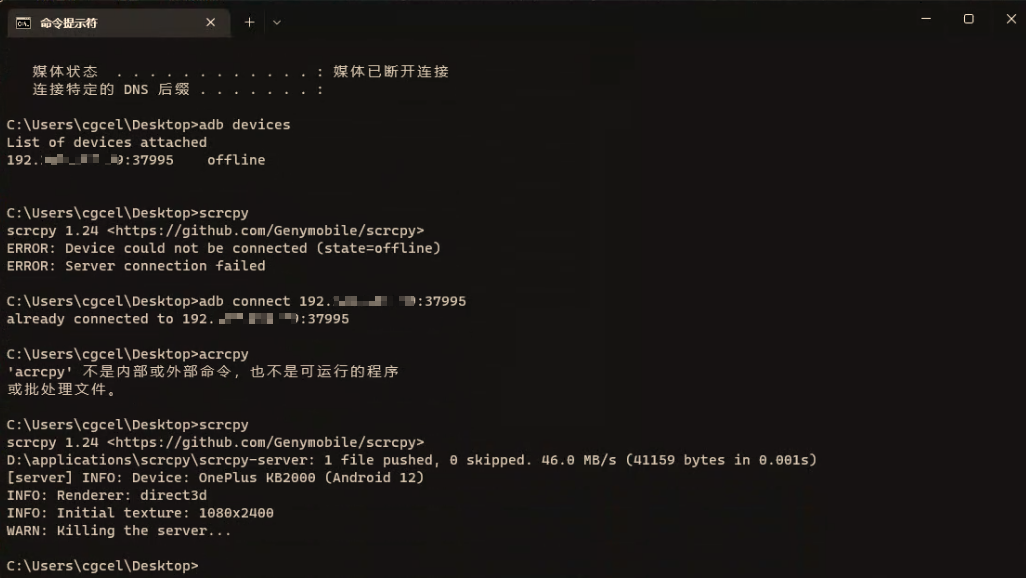 命令提示符
媒体状态 . . . . . . . . . . . . : 媒体已断开连接
连接特定的 DNS 后缀 . . . . . . . :
C:\Users\cgcel\Desktop>adb devices
List of devices attached
192. 9:37995 offline
C:\Users\cgcel\Desktop>scrcpy
scrcpy 1.24 <https://github.com/Genymobile/scrcpy>
ERROR: Device could not be connected (state=offline)
ERROR: Server connection failed
C:\Users\cgcel\Desktop>adb connect 192. 9:37995
already connected to 192. 9:37995
C:\Users\cgcel\Desktop>acrcpy
'acrcpy' 不是内部或外部命令，也不是可运行的程序
或批处理文件。
C:\Users\cgcel\Desktop>scrcpy
scrcpy 1.24 <https://github.com/Genymobile/scrcpy>
D:\applications\scrcpy\scrcpy-server: 1 file pushed, 0 skipped. 46.0 MB/s (41159 bytes in 0.001s)
[server] INFO: Device: OnePlus KB2000 (Android 12)
INFO: Renderer: direct3d
INFO: Initial texture: 1080x2400
WARN: Killing the server...
C:\Users\cgcel\Desktop>